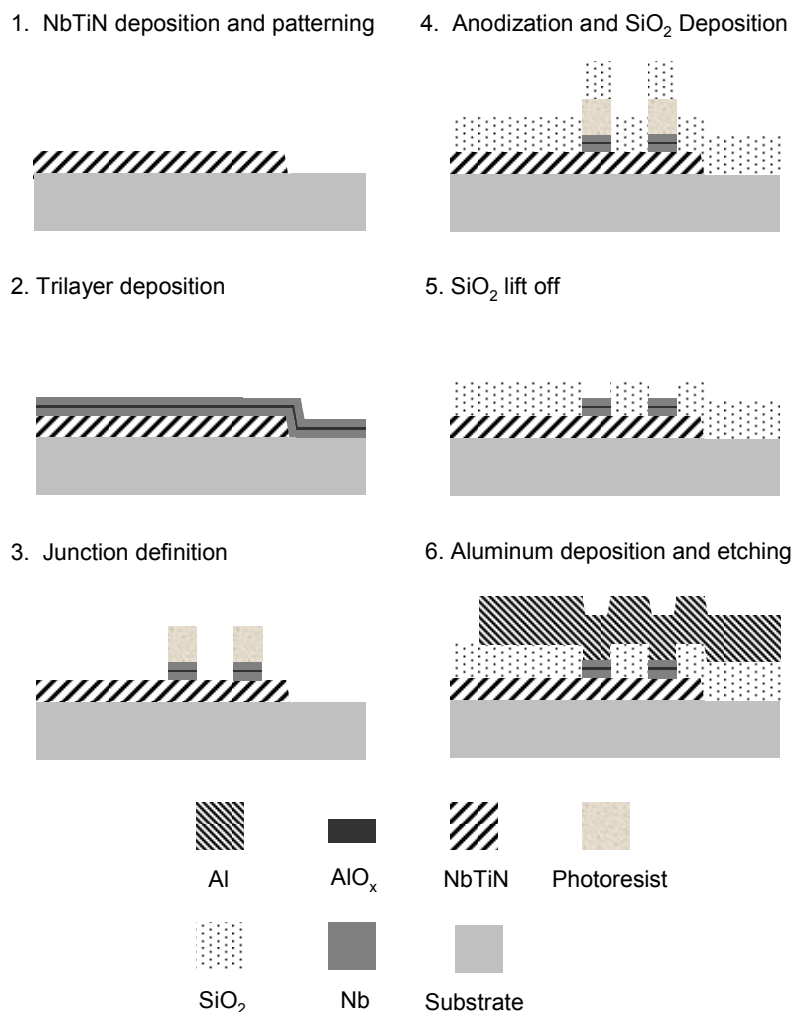 1. NbTiN deposition and patterning
4. Anodization and SiO₂ Deposition
2. Trilayer deposition
5. SiO₂ lift off
3. Junction definition
6. Aluminum deposition and etching
Al
AlOₓ
NbTiN
Photoresist
SiO₂
Nb
Substrate